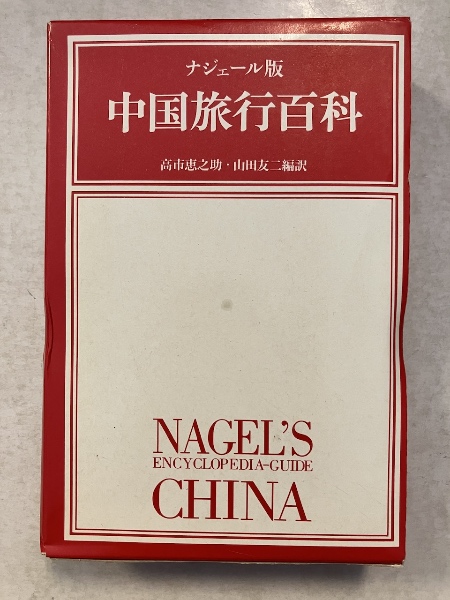 ナジェール版
中国旅行百科
高市恵之助・山田友二編訳
NAGEL'S
ENCYCLOPEDIA-GUIDE
CHINA